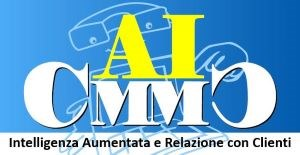 AI
CMMC
Intelligenza Aumentata e Relazione con Clienti